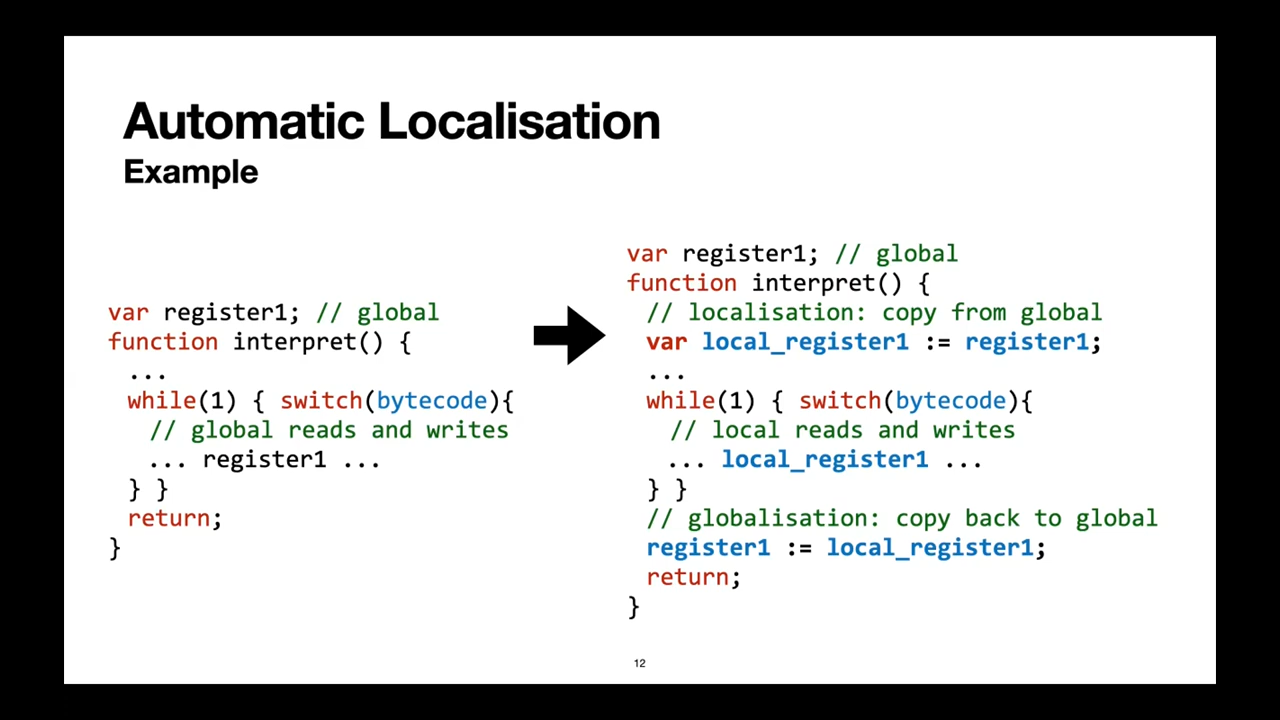 Automatic Localisation
Example
var register1; // global
function interpret() {
...
while(1) { switch(bytecode){
// global reads and writes
... register1 ...
} }
return;
}
var register1; // global
function interpret() {
// localisation: copy from global
var local_register1 := register1;
...
while(1) { switch(bytecode){
// local reads and writes
... local_register1 ...
} }
// globalisation: copy back to global
register1 := local_register1;
return;
}
12